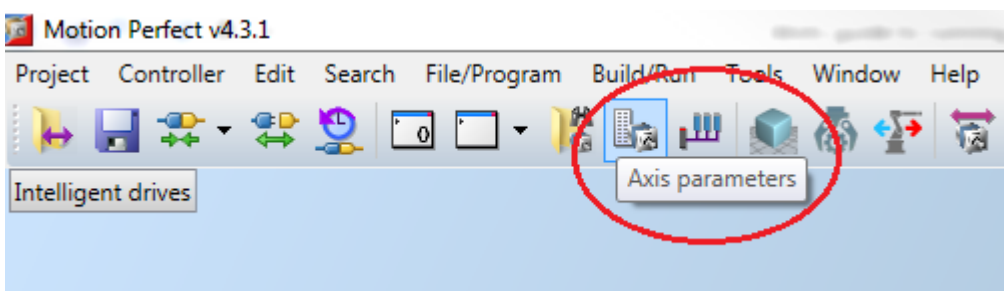 Motion Perfect v4.3.1
Project Controller Edit Search File/Program Build/Run Tools Window Help
0
Axis parameters
Intelligent drives